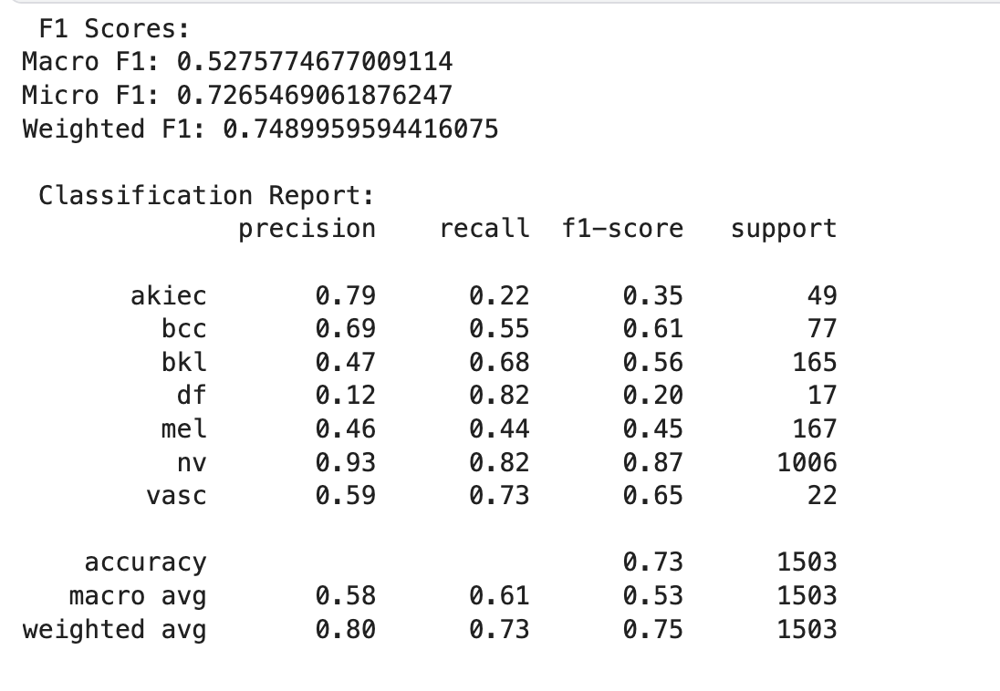 F1 Scores:
Macro F1: 0.5275774677009114
Micro F1: 0.7265469061876247
Weighted F1: 0.7489959594416075
Classification Report:
precision recall f1-score support
akiec 0.79 0.22 0.35 49
bcc 0.69 0.55 0.61 77
bkl 0.47 0.68 0.56 165
df 0.12 0.82 0.20 17
mel 0.46 0.44 0.45 167
nv 0.93 0.82 0.87 1006
vasc 0.59 0.73 0.65 22
accuracy 0.73 1503
macro avg 0.58 0.61 0.53 1503
weighted avg 0.80 0.73 0.75 1503